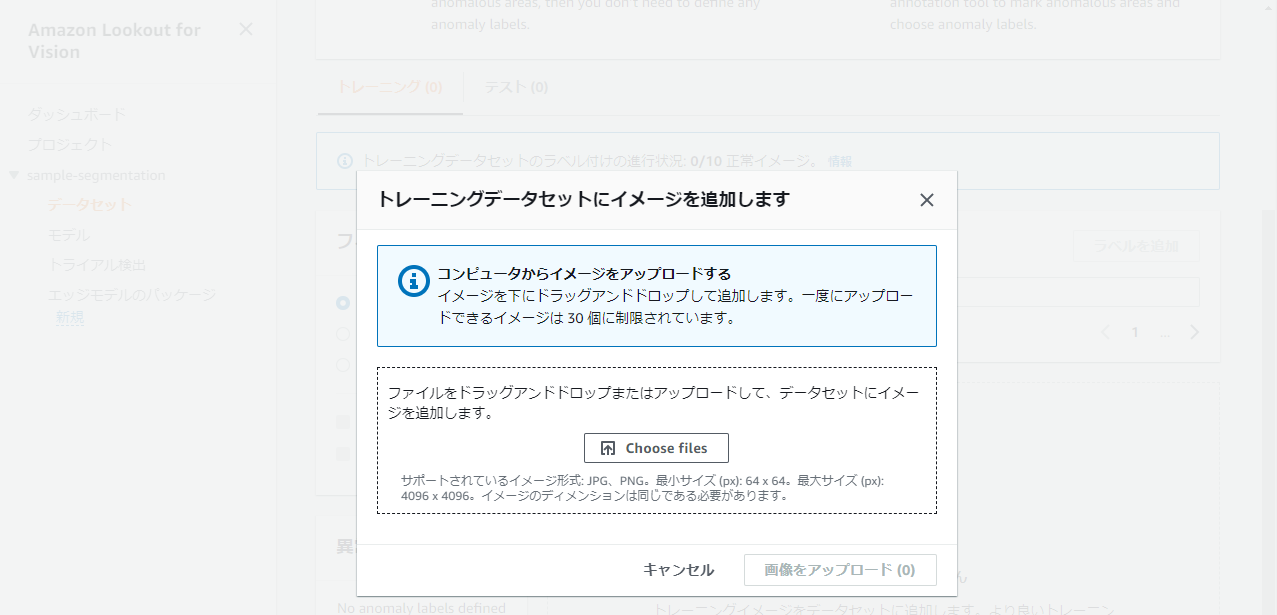 Amazon Lookout for
Vision
ダッシュボード
プロジェクト
sample-segmentation
データセット
モデル
トライアル検出
エッジモデルのパッケージ
新規
anomalous areas, then you don't need to define any
anomaly labels.
annotation tool to mark anomalous areas and
choose anomaly labels.
トレーニング (0)
テスト (0)
トレーニングデータセットのラベル付けの進行状況: 0/10 正常イメージ。 情報
ラベルを追加
1 ...
トレーニングデータセットにイメージを追加します
コンピュータからイメージをアップロードする
イメージを下にドラッグアンドドロップして追加します。一度にアップロー
ドできるイメージは 30 個に制限されています。
ファイルをドラッグアンドドロップまたはアップロードして、データセットにイメー
ジを追加します。
Choose files
サポートされているイメージ形式: JPG、PNG。最小サイズ (px): 64 x 64。最大サイズ (px):
4096 x 4096。イメージのディメンションは同じである必要があります。
キャンセル
画像をアップロード (0)
No anomaly labels defined
トレーニングイメージをデータセットに追加します。より良いトレーニン